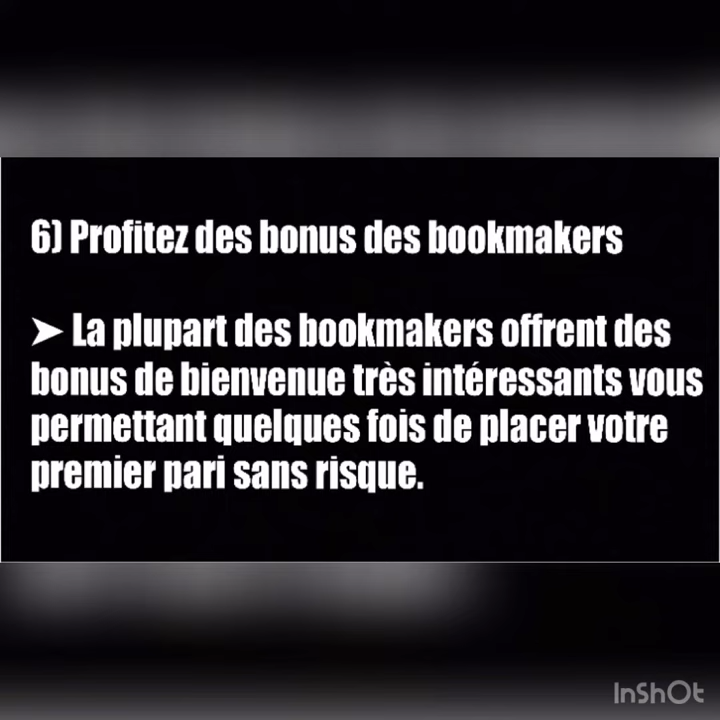 6) Profitez des bonus des bookmakers
➤ La plupart des bookmakers offrent des
bonus de bienvenue très intéressants vous
permettant quelques fois de placer votre
premier pari sans risque.
InShOt